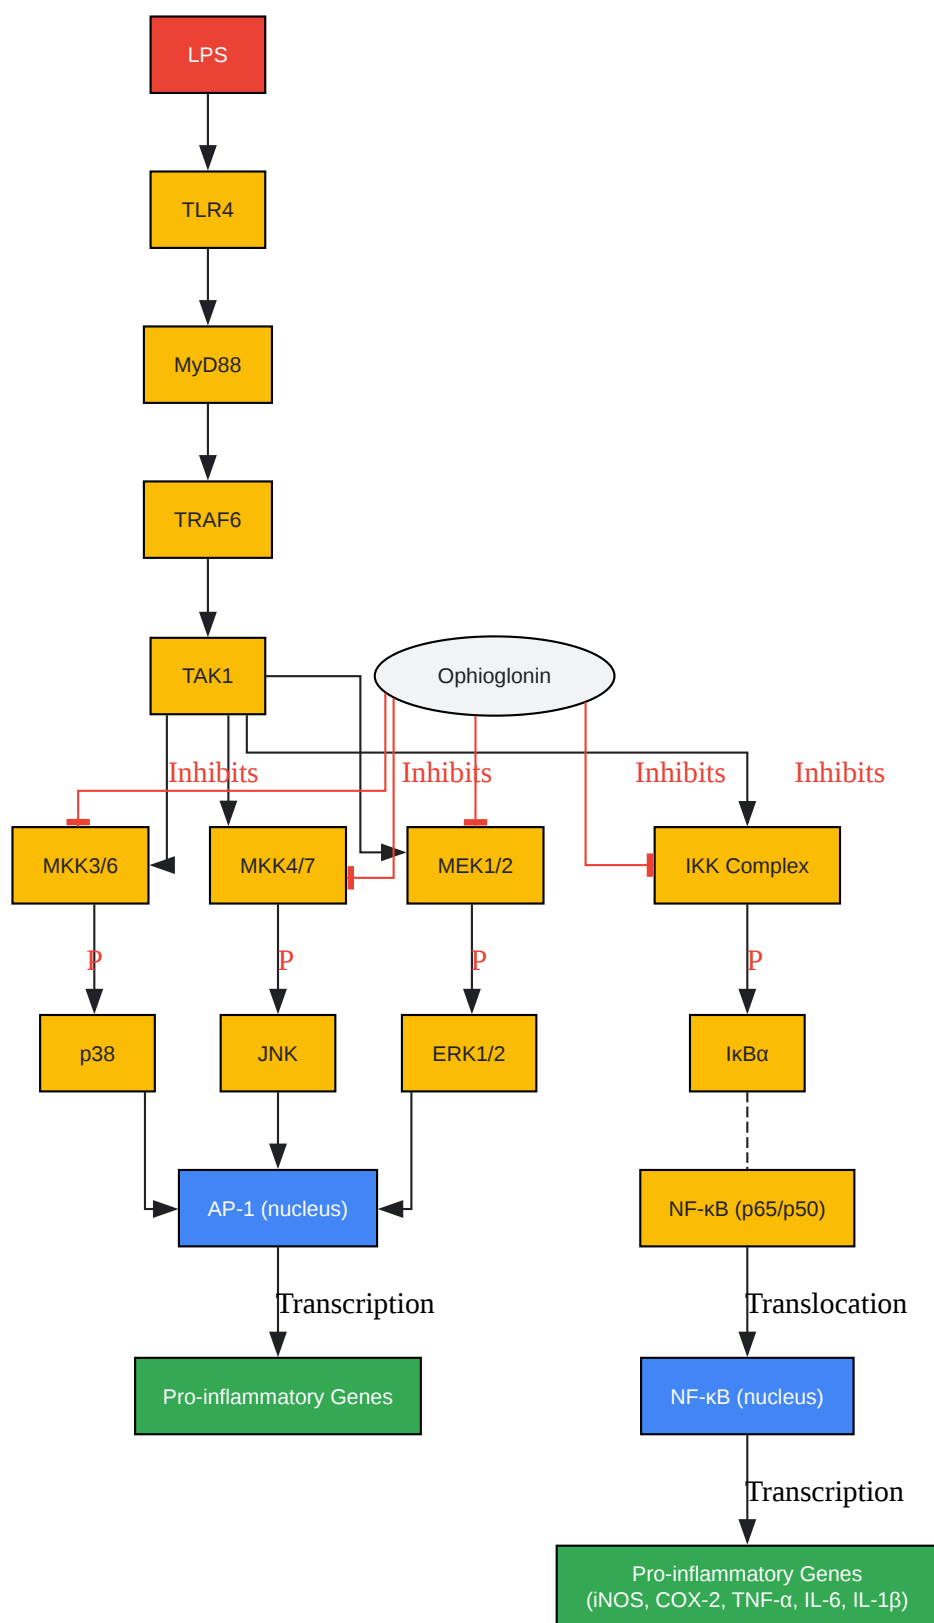 LPS
TLR4
MyD88
TRAF6
TAK1
Ophioglonin
Inhibits
Inhibits
Inhibits
Inhibits
MKK3/6
MKK4/7
MEK1/2
IKK Complex
P
P
P
P
p38
JNK
ERK1/2
IκBα
AP-1 (nucleus)
NF-κB (p65/p50)
Transcription
Translocation
Pro-inflammatory Genes
NF-κB (nucleus)
Transcription
Pro-inflammatory Genes
(iNOS, COX-2, TNF-α, IL-6, IL-1β)